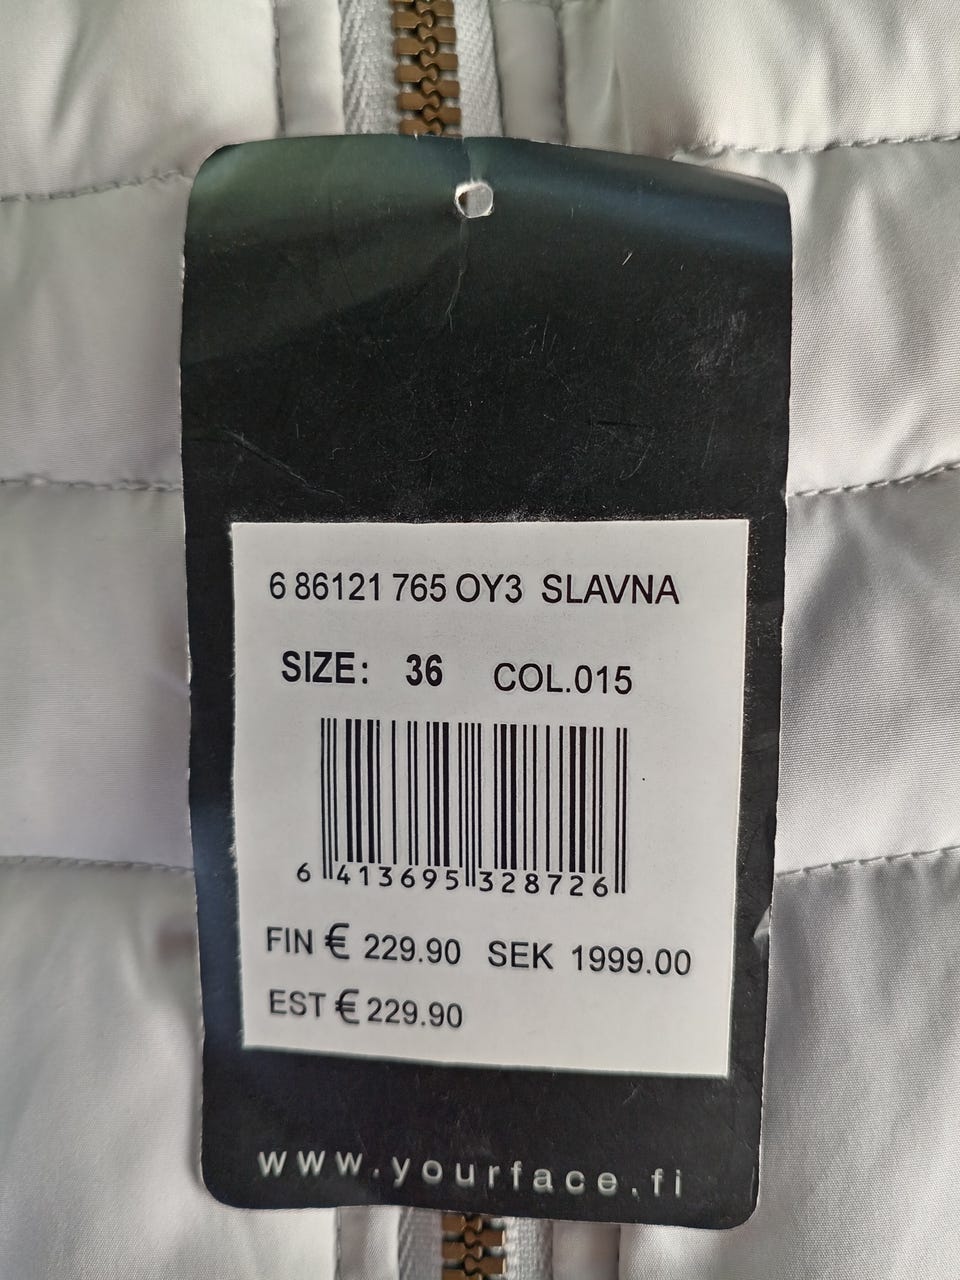 6 86121 765 OY3 SLAVNA
SIZE: 36 COL.015
6 413695 328726
FIN € 229.90 SEK 1999.00
EST € 229.90
www.yourface.fi